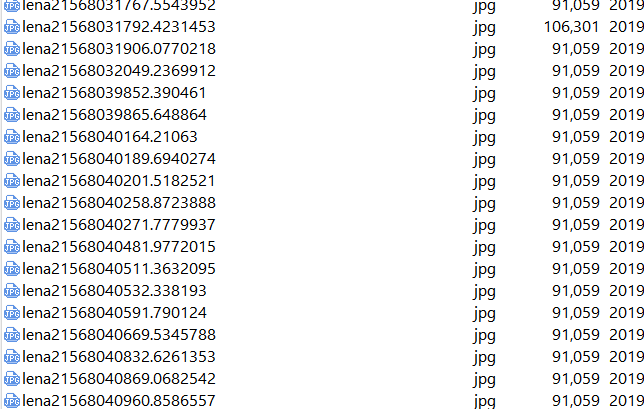 lena21568031767.5543952 jpg 91,059 2019
lena21568031792.4231453 jpg 106,301 2019
lena21568031906.0770218 jpg 91,059 2019
lena21568032049.2369912 jpg 91,059 2019
lena21568039852.390461 jpg 91,059 2019
lena21568039865.648864 jpg 91,059 2019
lena21568040164.21063 jpg 91,059 2019
lena21568040189.6940274 jpg 91,059 2019
lena21568040201.5182521 jpg 91,059 2019
lena21568040258.8723888 jpg 91,059 2019
lena21568040271.7779937 jpg 91,059 2019
lena21568040481.9772015 jpg 91,059 2019
lena21568040511.3632095 jpg 91,059 2019
lena21568040532.338193 jpg 91,059 2019
lena21568040591.790124 jpg 91,059 2019
lena21568040669.5345788 jpg 91,059 2019
lena21568040832.6261353 jpg 91,059 2019
lena21568040869.0682542 jpg 91,059 2019
lena21568040960.8586557 jpg 91,059 2019